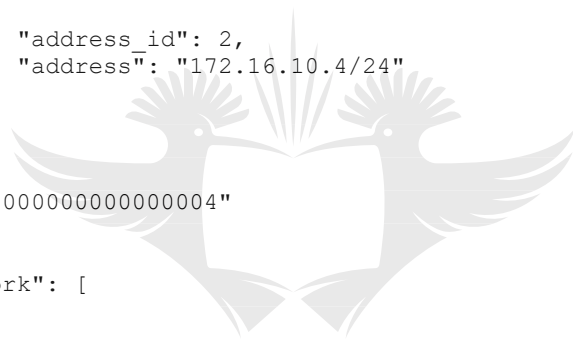 "address_id": 2,
"address": "172.16.10.4/24"
000000000000004"
rk": [